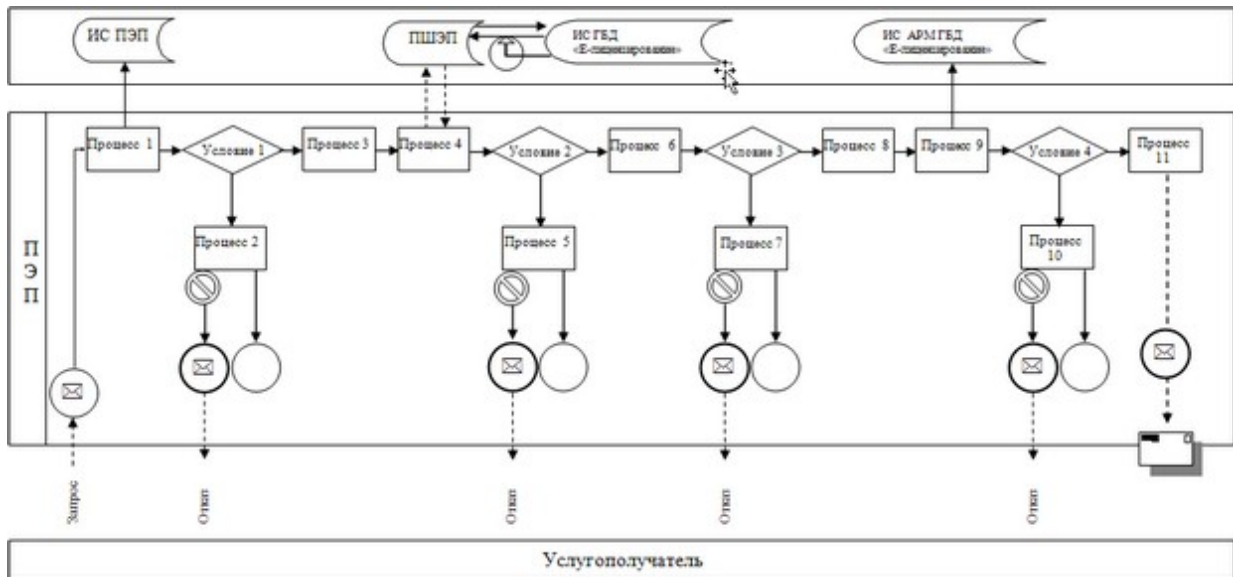 ИС ПЭП
ПШЭП
ИС ГБД
«Е-лицензирование»
ИС АРМ ГБД
«Е-лицензирование»
ПЭП
Процесс 1
Условие 1
Процесс 3
Процесс 4
Условие 2
Процесс 6
Условие 3
Процесс 8
Процесс 9
Условие 4
Процесс
11
Процесс 2
Процесс 5
Процесс 7
Процесс
10
Запрос
Отказ
Отказ
Отказ
Отказ
Услугополучатель